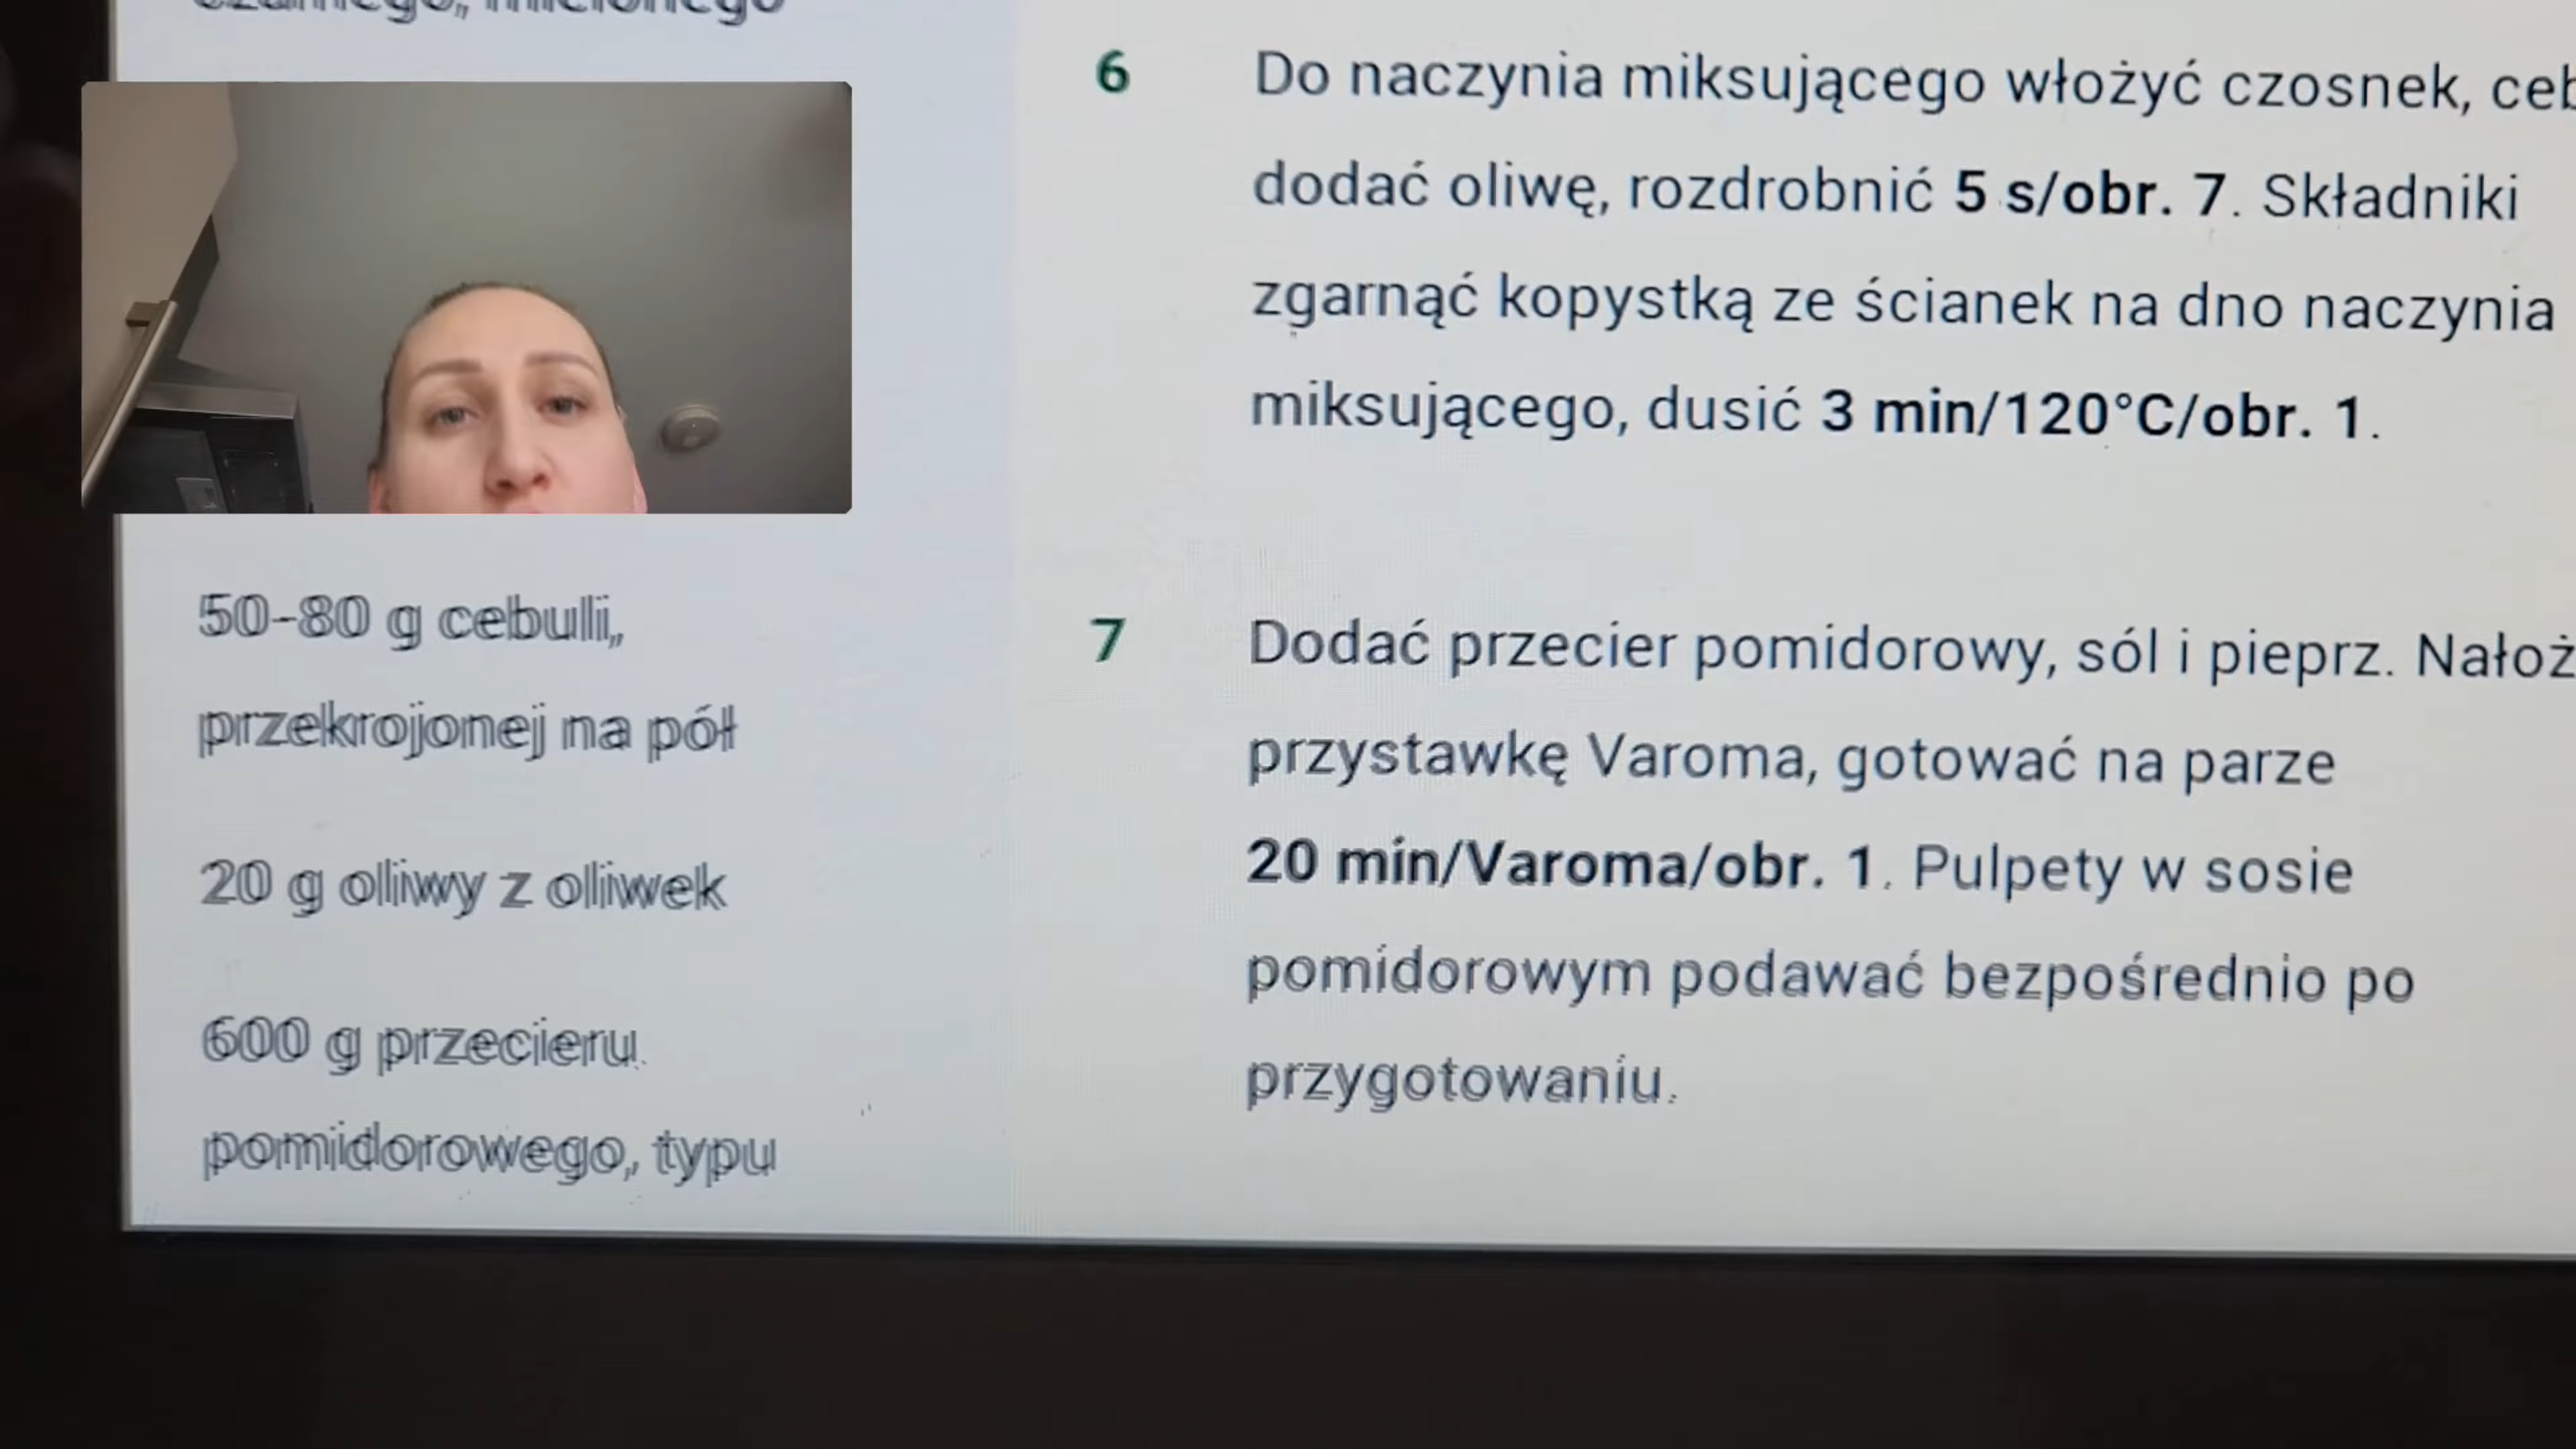 czarnego, mielonego
50-80 g cebuli,
przekrojonej na pół
20 g oliwy z oliwek
600 g przecieru
pomidorowego, typu
6
Do naczynia miksującego włożyć czosnek,
dodać oliwę, rozdrobnić 5 s/obr. 7. Składniki
zgarnąć kopystką ze ścianek na dno naczynia
miksującego, dusić 3 min/120°C/obr. 1.
7
Dodać przecier pomidorowy, sól i pieprz.
przystawkę Varoma, gotować na parze
20 min/Varoma/obr. 1. Pulpety w sosie
pomidorowym podawać bezpośrednio po
przygotowaniu.